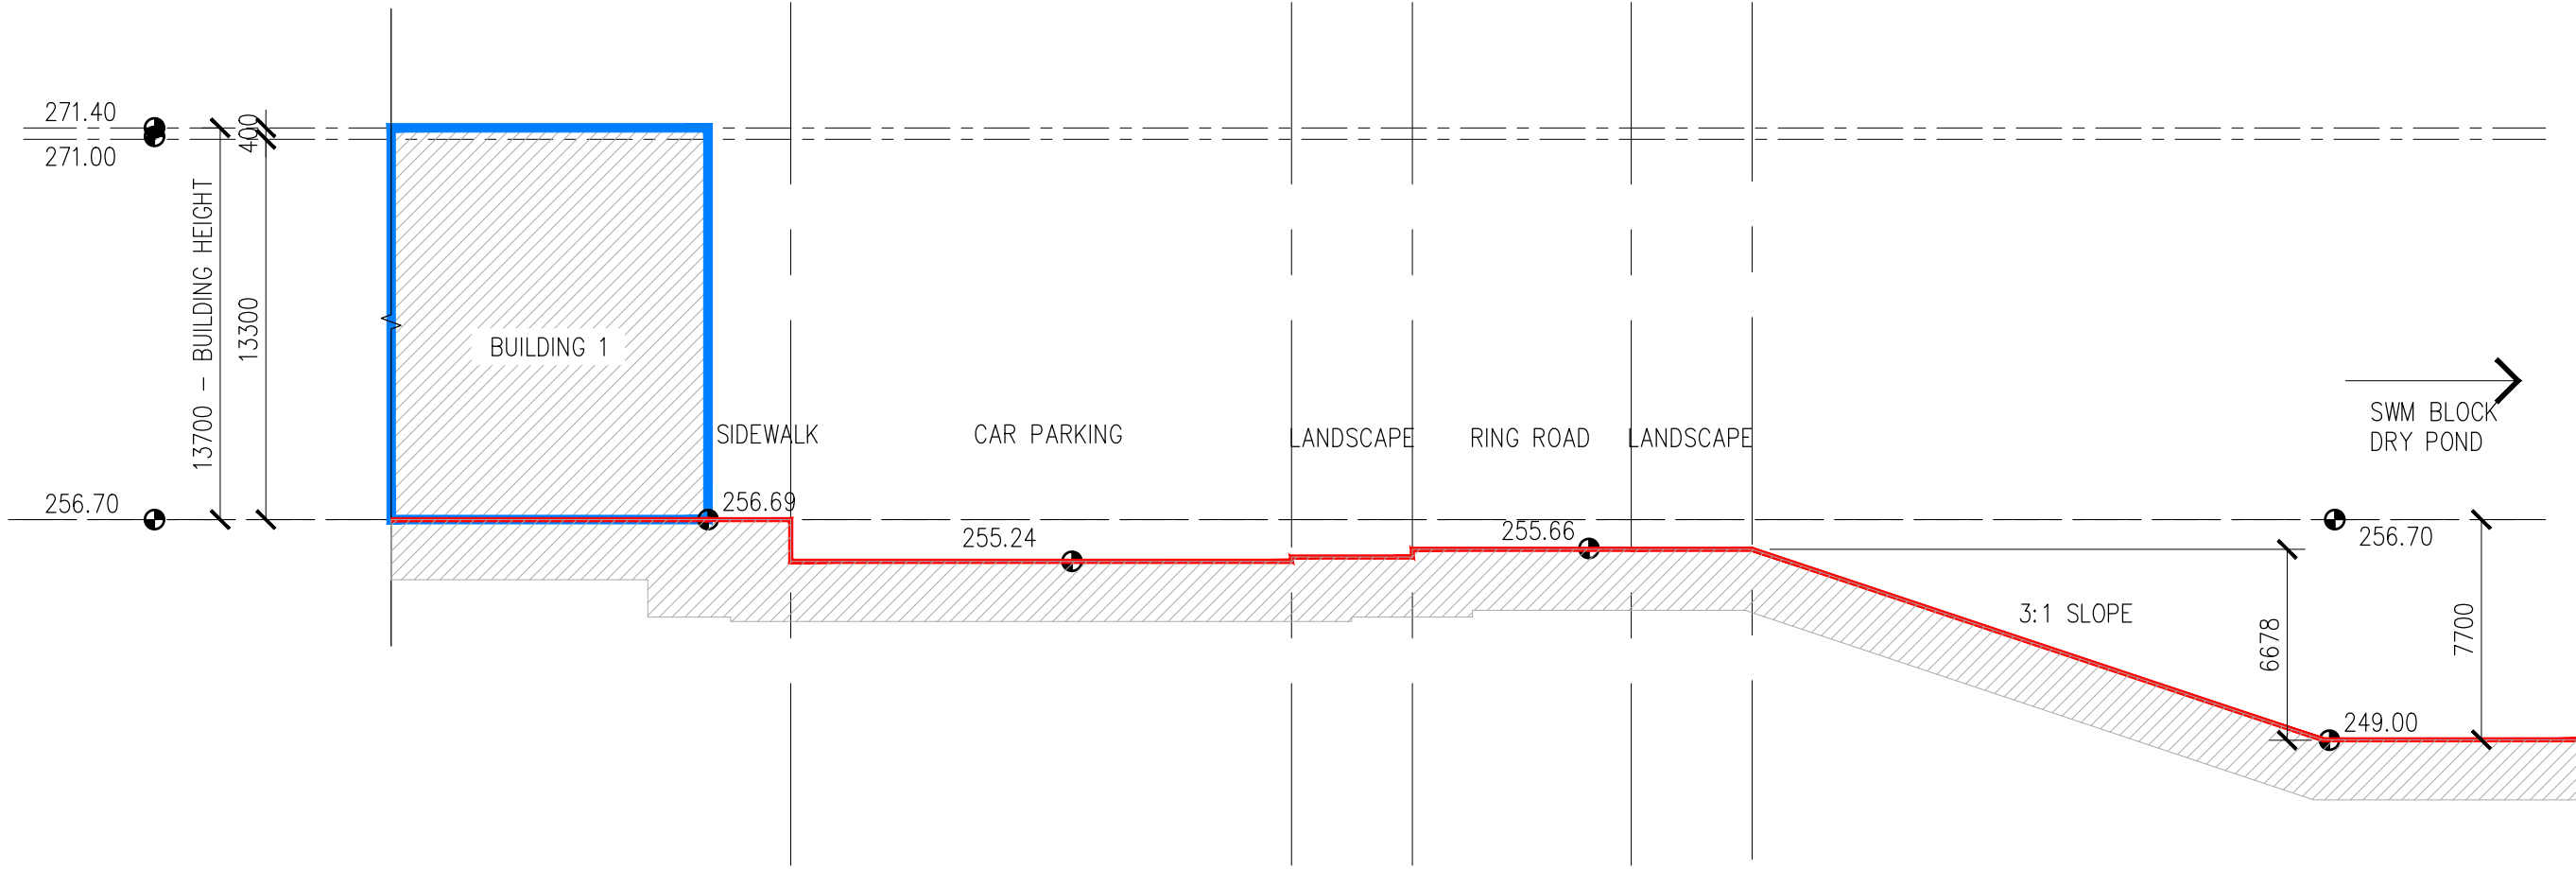 271.40
271.00
400
13700 - BUILDING HEIGHT
13300
BUILDING 1
SIDEWALK
CAR PARKING
LANDSCAPE
RING ROAD
LANDSCAPE
SWM BLOCK
DRY POND
256.70
256.69
255.24
255.66
256.70
3:1 SLOPE
6678
7700
249.00